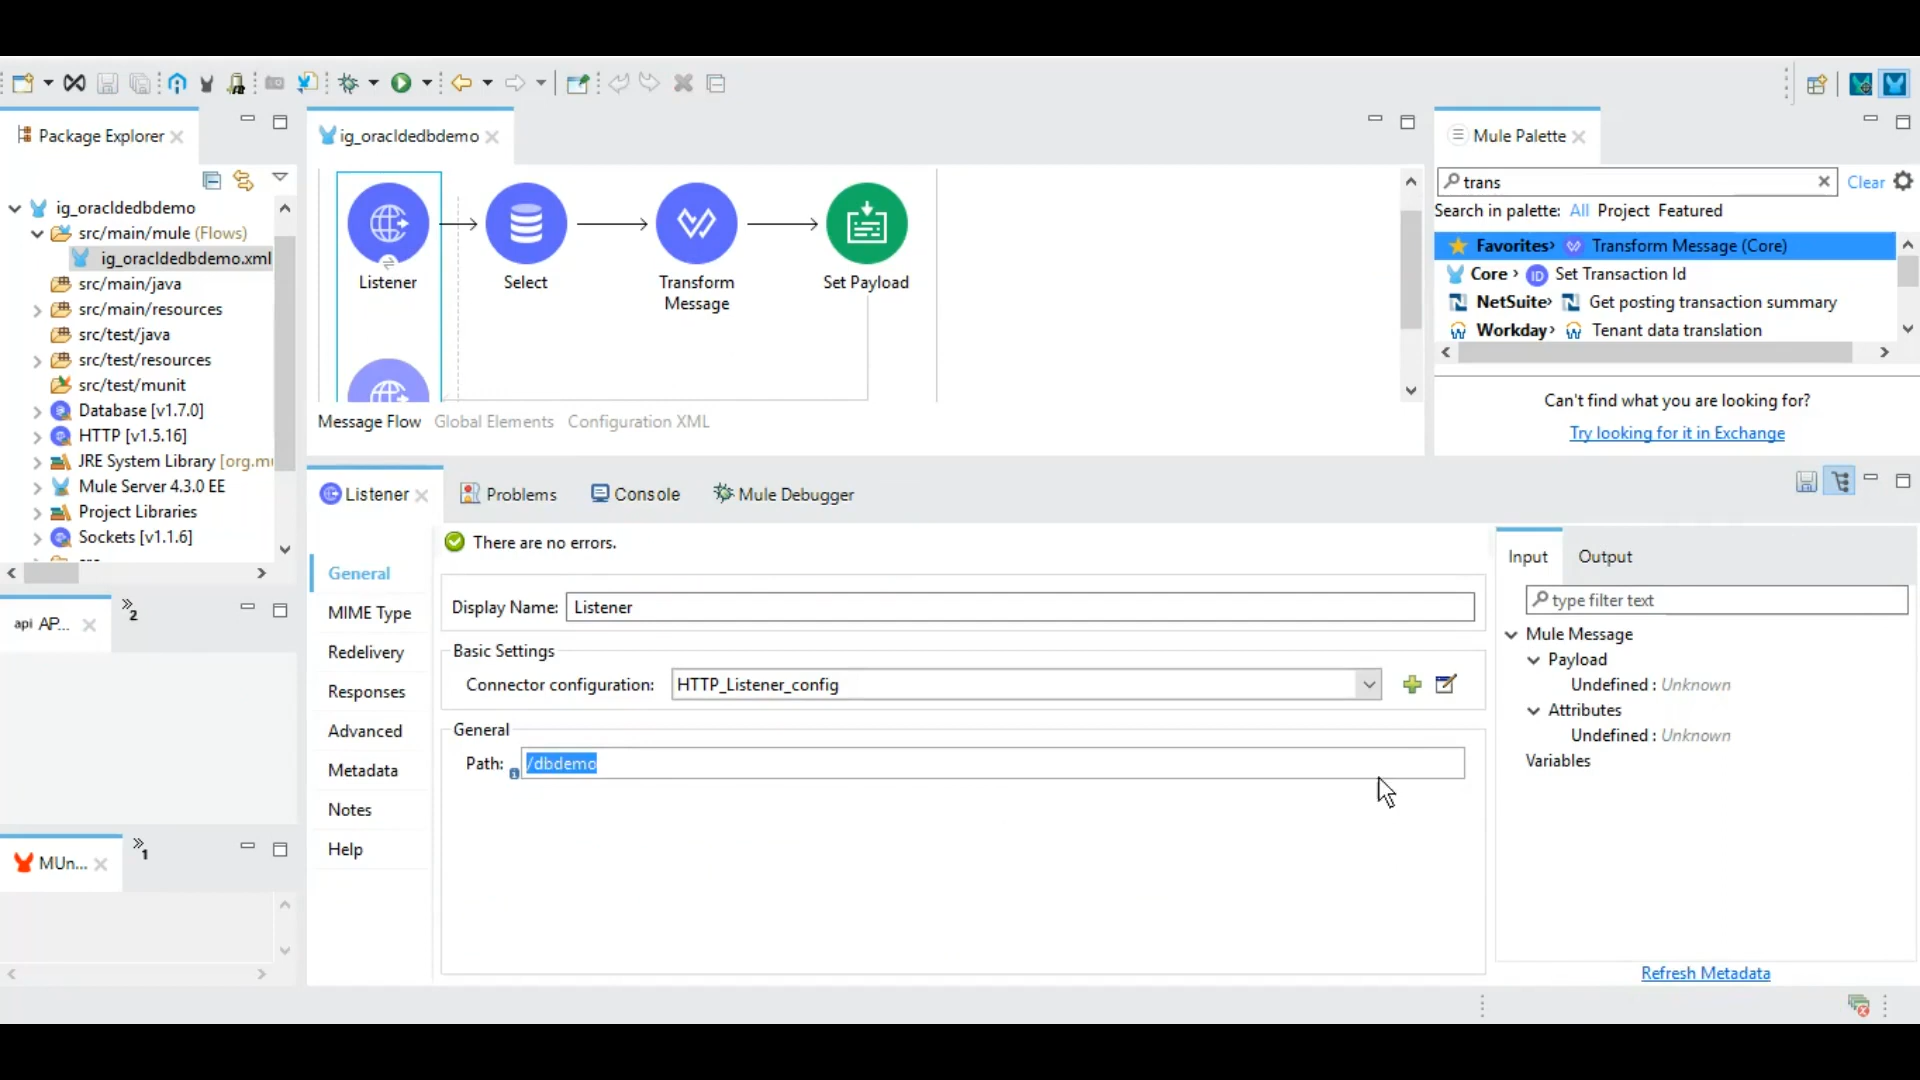 Package Explorer
ig_oracldedbdemo
src/main/mule (Flows)
ig_oracldedbdemo.xml
src/main/java
src/main/resources
src/test/java
src/test/resources
src/test/munit
Database [v1.7.0]
HTTP [v1.5.16]
JRE System Library [org.mu
Mule Server 4.3.0 EE
Project Libraries
Sockets [v1.1.6]
api AP...
2
MUn...
1
ig_oracldedbdemo
Listener
Select
Transform
Message
Set Payload
Message Flow Global Elements Configuration XML
Mule Palette
trans
Clear
Search in palette: All Project Featured
Favorites> Transform Message (Core)
Core > ID Set Transaction Id
NetSuite> Get posting transaction summary
Workday> Tenant data translation
Can't find what you are looking for?
Try looking for it in Exchange
Listener Problems Console Mule Debugger
General
MIME Type
Redelivery
Responses
Advanced
Metadata
Notes
Help
There are no errors.
Display Name: Listener
Basic Settings
Connector configuration: HTTP_Listener_config
General
Path: /dbdemo
Input Output
type filter text
Mule Message
Payload
Undefined : Unknown
Attributes
Undefined : Unknown
Variables
Refresh Metadata